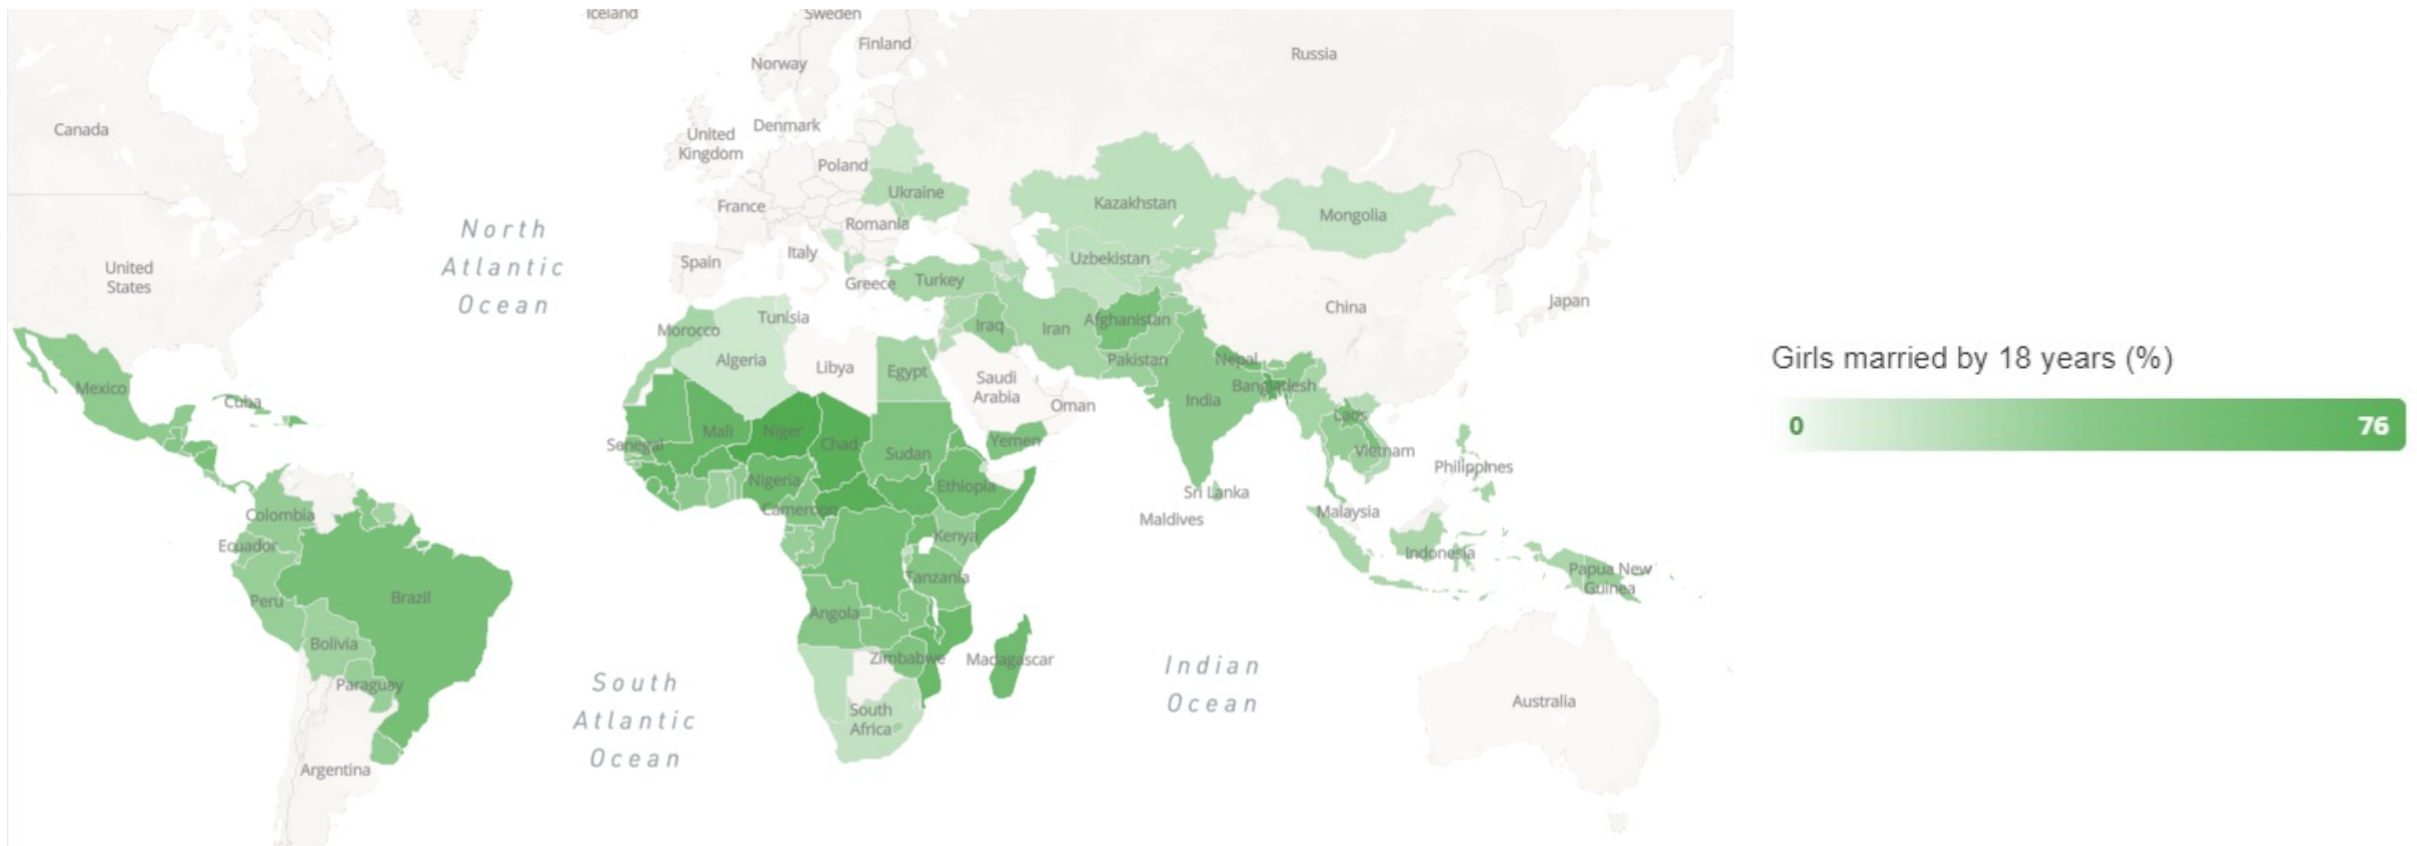 Iceland
Sweden
Finland
Norway
Russia
Canada
United
Kingdom
Denmark
Poland
Ukraine
Kazakhstan
Mongolia
France
Romania
North
Atlantic
Ocean
United
States
Spain
Italy
Greece
Turkey
Uzbekistan
China
Japan
Morocco
Tunisia
Algeria
Libya
Egypt
Iraq
Iran
Afghanistan
Pakistan
Nepal
Bangladesh
India
Saudi
Arabia
Oman
Mexico
Cuba
Senegal
Mali
Niger
Chad
Sudan
Yemen
Laos
Vietnam
Philippines
Nigeria
Ethiopia
Cameroon
Sri Lanka
Maldives
Malaysia
Colombia
Ecuador
Kenya
Indonesia
Papua New
Guinea
Peru
Brazil
Tanzania
Angola
Bolivia
Zimbabwe
Madagascar
Paraguay
South
Atlantic
Ocean
South
Africa
Indian
Ocean
Australia
Argentina
Girls married by 18 years (%)
0 76